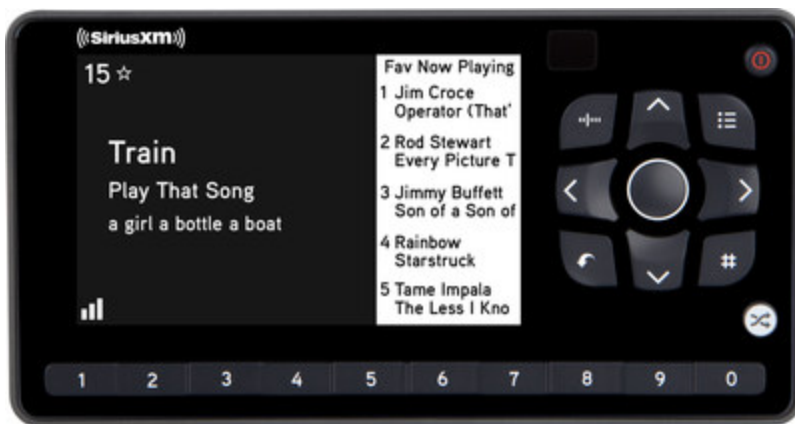 SiriusXM
15
Train
Play That Song
a girl a bottle a boat
Fav Now Playing
1 Jim Croce
Operator (That'
2 Rod Stewart
Every Picture T
3 Jimmy Buffett
Son of a Son of
4 Rainbow
Starstruck
5 Tame Impala
The Less I Kno
#
1 2 3 4 5 6 7 8 9 0